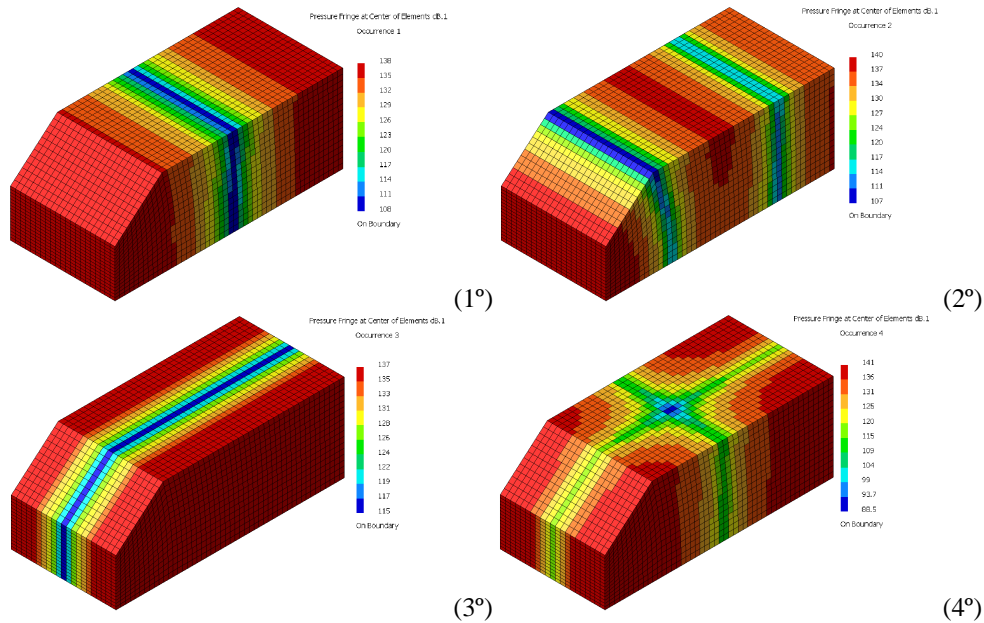 Pressure Fringe at Center of Elements dB.1
Occurrence 1
138
135
132
129
126
123
120
117
114
111
108
On Boundary
(1º)
Pressure Fringe at Center of Elements dB.1
Occurrence 2
140
137
134
130
127
124
120
117
114
111
107
On Boundary
(2º)
Pressure Fringe at Center of Elements dB.1
Occurrence 3
137
135
133
131
128
126
124
122
119
117
115
On Boundary
(3º)
Pressure Fringe at Center of Elements dB.1
Occurrence 4
141
136
131
125
120
115
109
104
99
93.7
88.5
On Boundary
(4º)